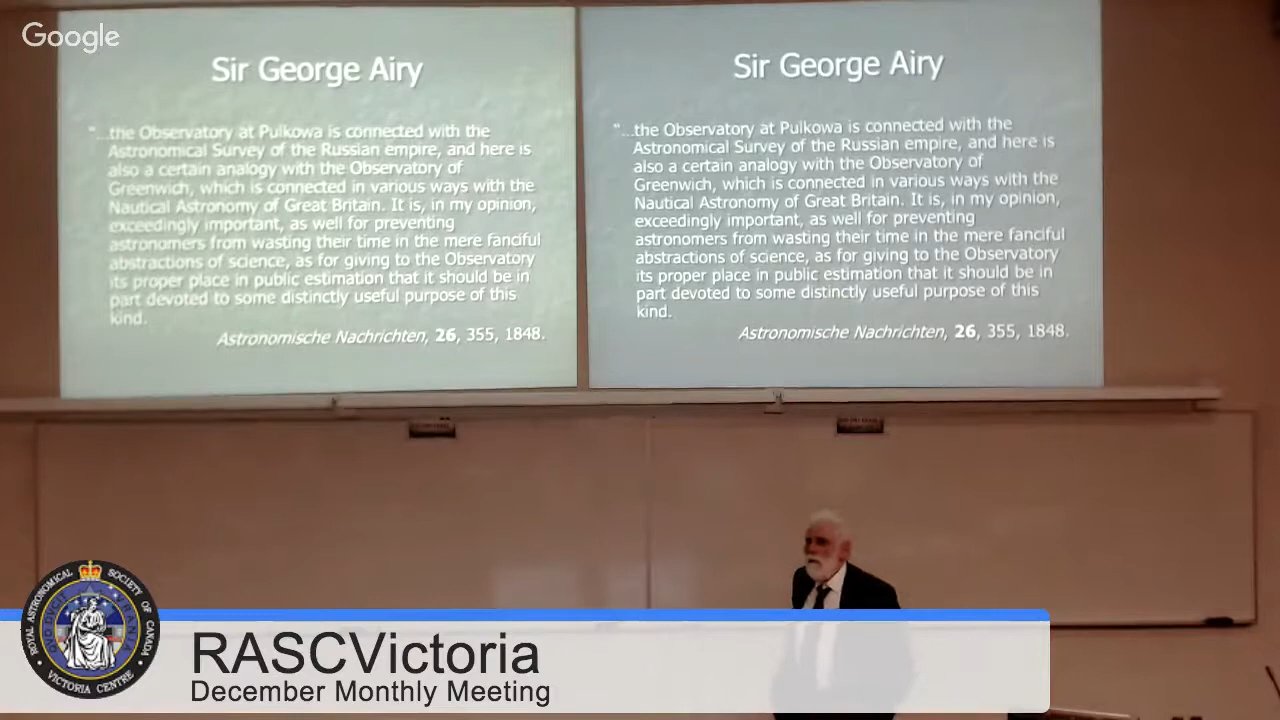 Google
Sir George Airy
"...the Observatory at Pulkowa is connected with the
Astronomical Survey of the Russian empire, and here is
also a certain analogy with the Observatory of
Greenwich, which is connected in various ways with the
Nautical Astronomy of Great Britain. It is, in my opinion,
exceedingly important, as well for preventing
astronomers from wasting their time in the mere fanciful
abstractions of science, as for giving to the Observatory
its proper place in public estimation that it should be in
part devoted to some distinctly useful purpose of this
kind.
Astronomische Nachrichten, 26, 355, 1848.
Sir George Airy
"...the Observatory at Pulkowa is connected with the
Astronomical Survey of the Russian empire, and here is
also a certain analogy with the Observatory of
Greenwich, which is connected in various ways with the
Nautical Astronomy of Great Britain. It is, in my opinion,
exceedingly important, as well for preventing
astronomers from wasting their time in the mere fanciful
abstractions of science, as for giving to the Observatory
its proper place in public estimation that it should be in
part devoted to some distinctly useful purpose of this
kind.
Astronomische Nachrichten, 26, 355, 1848.
ROYAL ASTRONOMICAL SOCIETY OF CANADA
QUO DUCIT URANIA
• VICTORIA CENTRE •
RASCVictoria
December Monthly Meeting